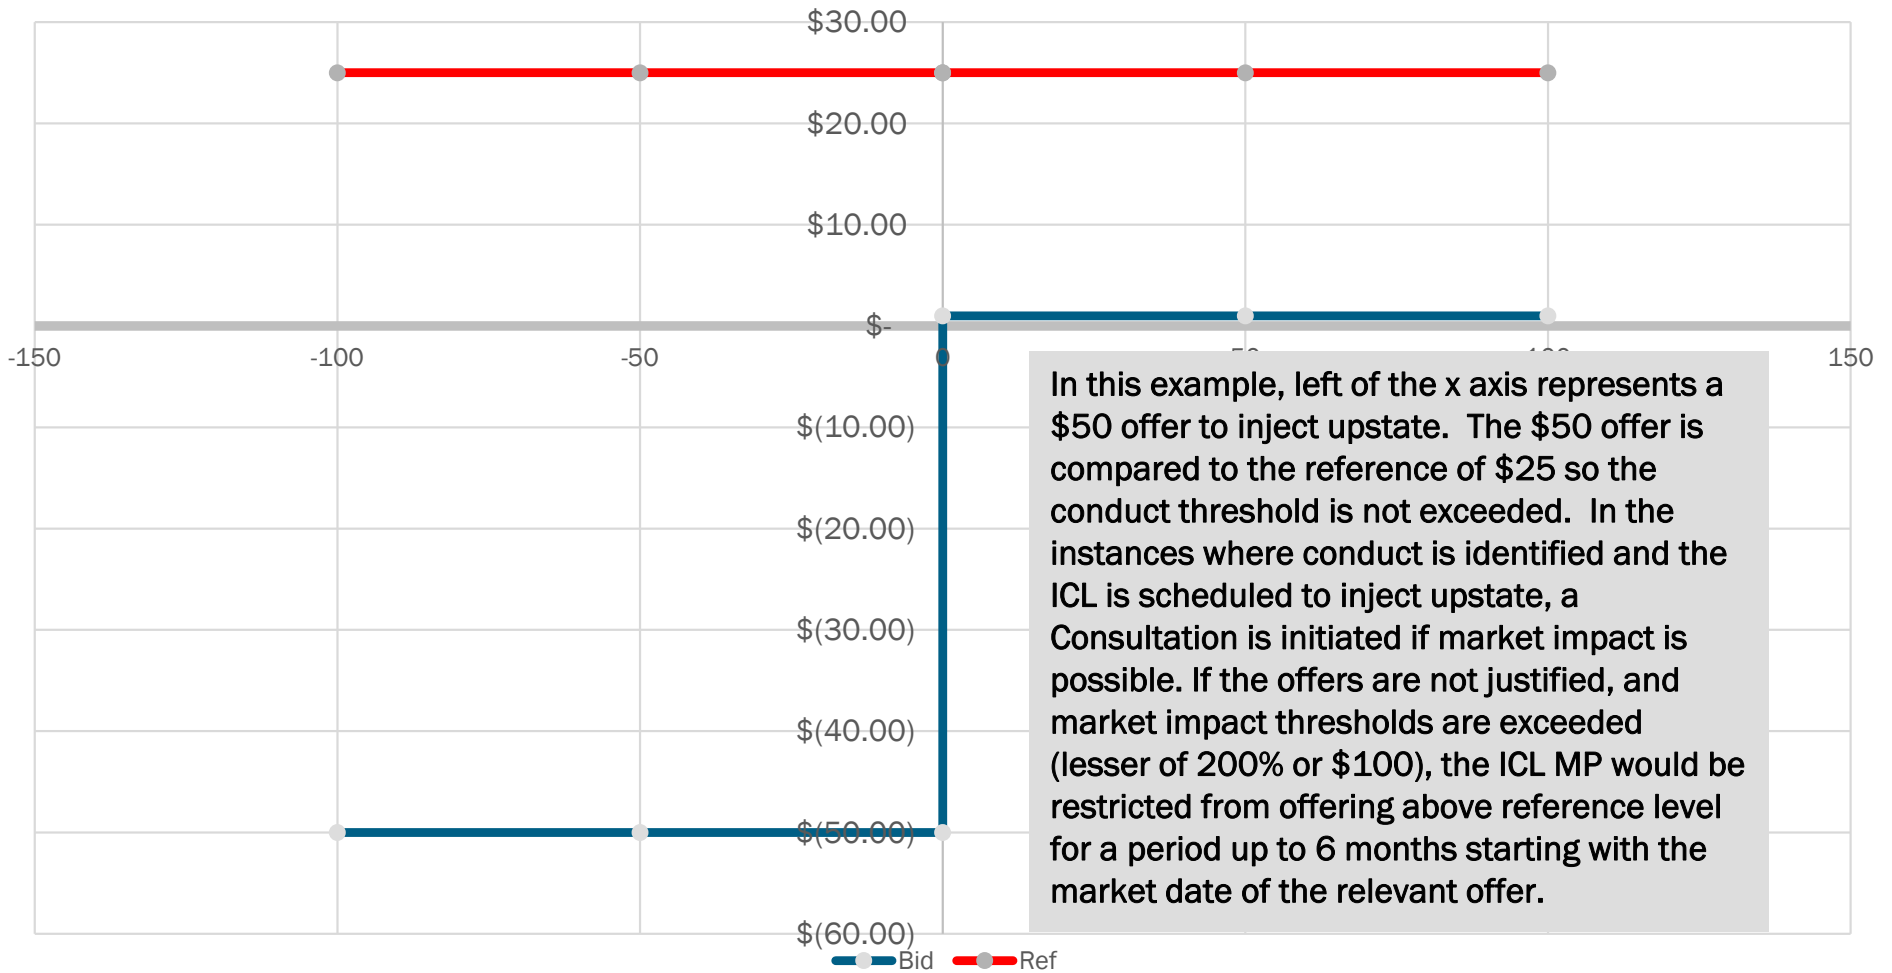 $30.00
$20.00
$10.00
$-
-150
-100
-50
0
150
In this example, left of the x axis represents a
$50 offer to inject upstate.  The $50 offer is
compared to the reference of $25 so the
conduct threshold is not exceeded.  In the
instances where conduct is identified and the
ICL is scheduled to inject upstate, a
Consultation is initiated if market impact is
possible. If the offers are not justified, and
market impact thresholds are exceeded
(lesser of 200% or $100), the ICL MP would be
restricted from offering above reference level
for a period up to 6 months starting with the
market date of the relevant offer.
$(10.00)
$(20.00)
$(30.00)
$(40.00)
$(50.00)
$(60.00)
Bid
Ref